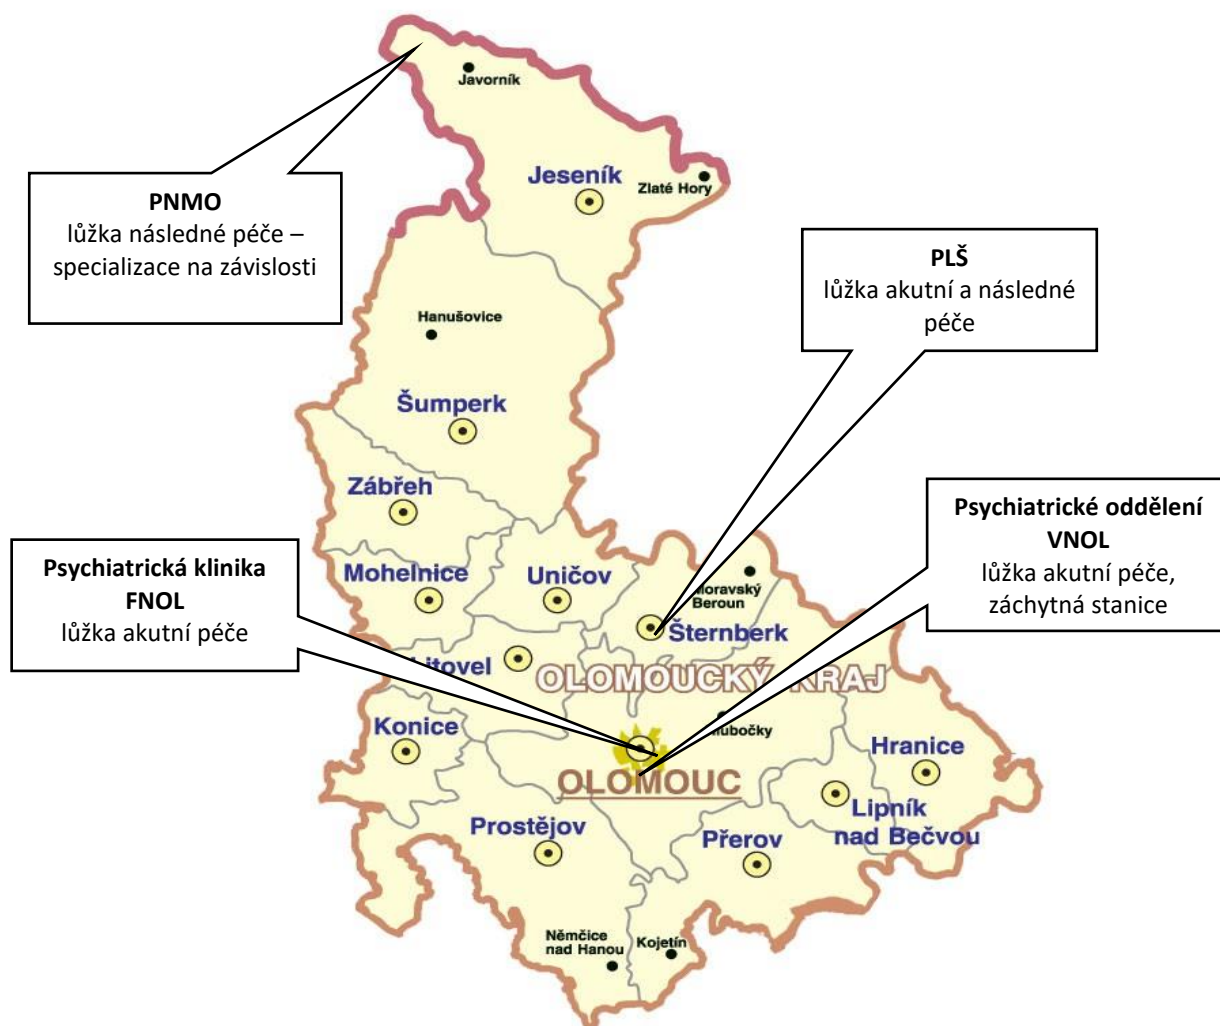 Javorník
Jeseník
Zlaté Hory
PNMO
lůžka následné péče –
specializace na závislosti
PLŠ
lůžka akutní a následné
péče
Hanušovice
Šumperk
Zábřeh
Psychiatrické oddělení
VNOL
lůžka akutní péče,
záchytná stanice
Psychiatrická klinika
FNOL
lůžka akutní péče
Mohelnice
Uničov
Moravský
Beroun
Šternberk
Litovel
OLOMOUCKÝ KRAJ
Konice
Hlubočky
Hranice
OLOMOUC
Lipník
nad Bečvou
Prostějov
Přerov
Němčice
nad Hanou
Kojetín